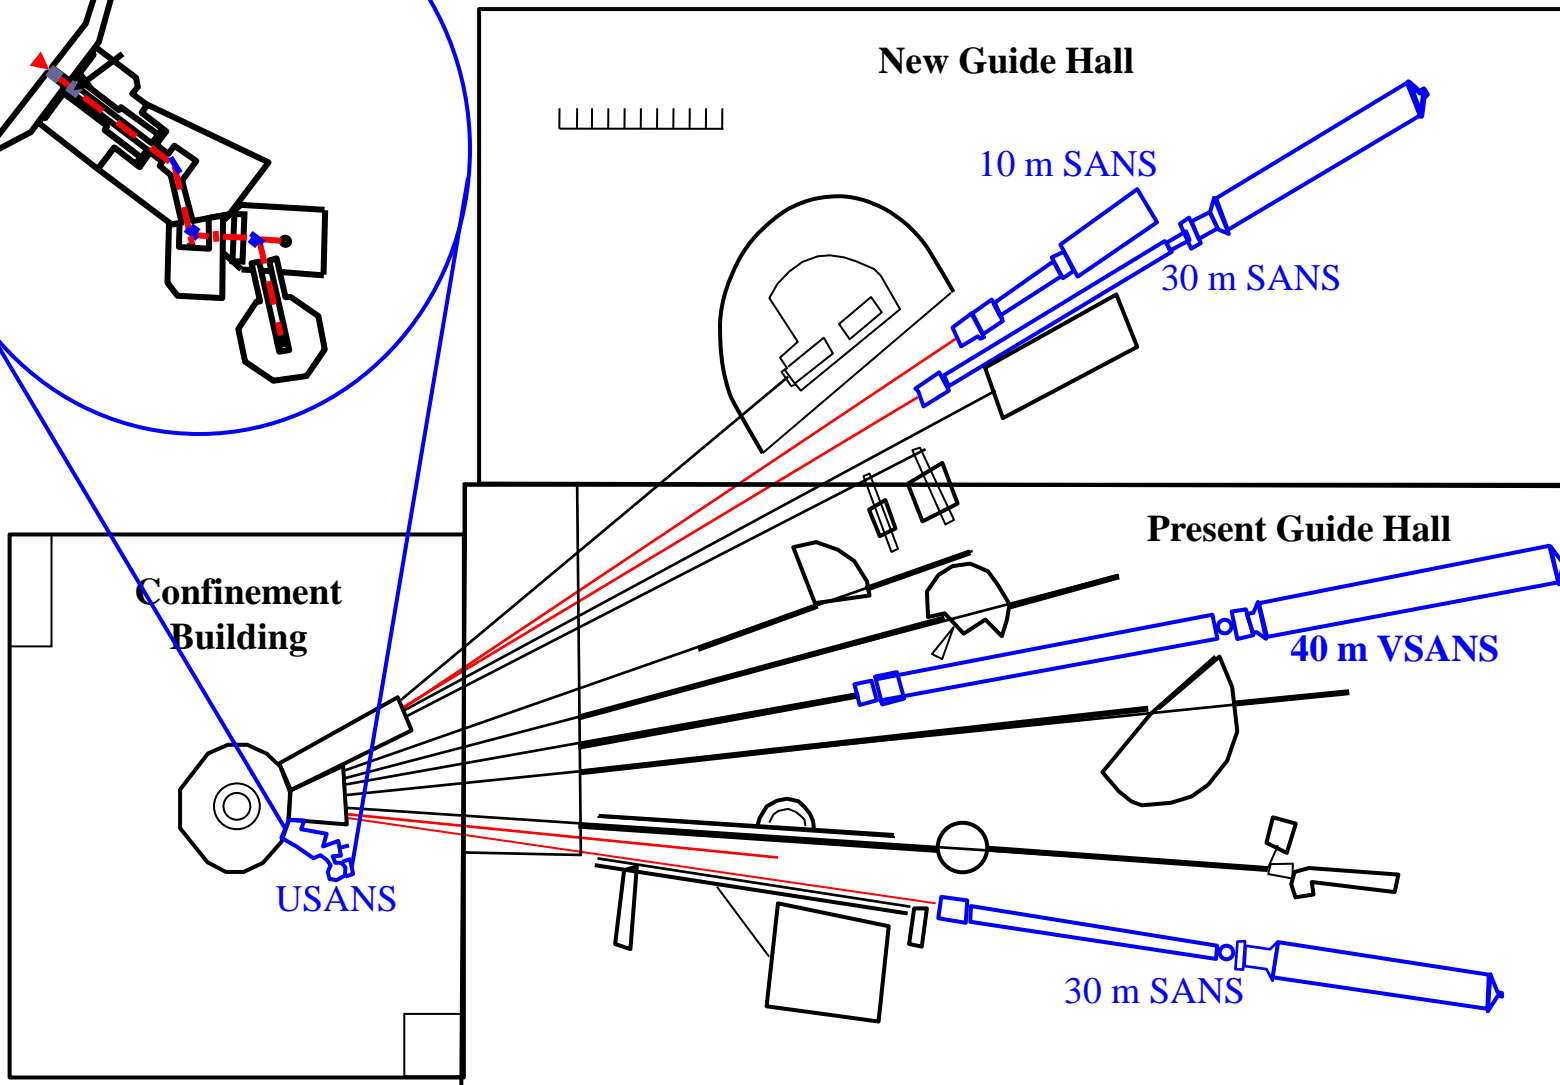 New Guide Hall
10 m SANS
30 m SANS
Present Guide Hall
Confinement
Building
40 m VSANS
USANS
30 m SANS